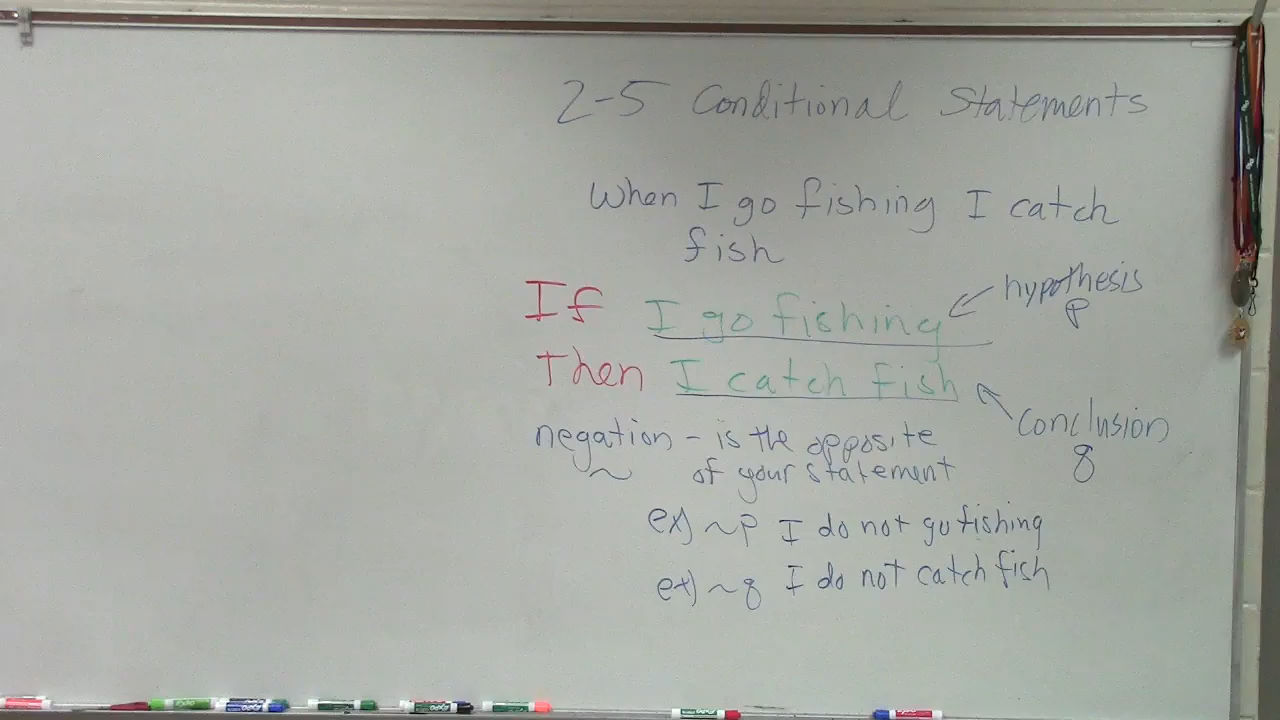 2-5 Conditional Statements
When I go fishing I catch
fish
If I go fishing
hypothesis
p
Then I catch fish
conclusion
q
negation - is the opposite
~ of your statement
ex) ~p I do not go fishing
ex) ~q I do not catch fish